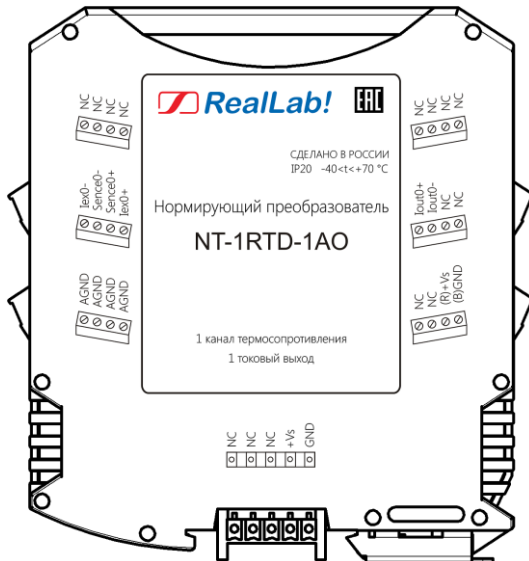 NC NC NC NC
NC NC NC NC
RealLab!
EAC
СДЕЛАНО В РОССИИ
IP20 -40<t<+70 °C
Iex0- Sence0- Sence0+ Iex0+
Iout0+ Iout0- NC NC
Нормирующий преобразователь
NT-1RTD-1AO
AGND AGND AGND AGND
NC NC (R)+Vs (B)GND
1 канал термосопротивления
1 токовый выход
NC NC NC +Vs GND